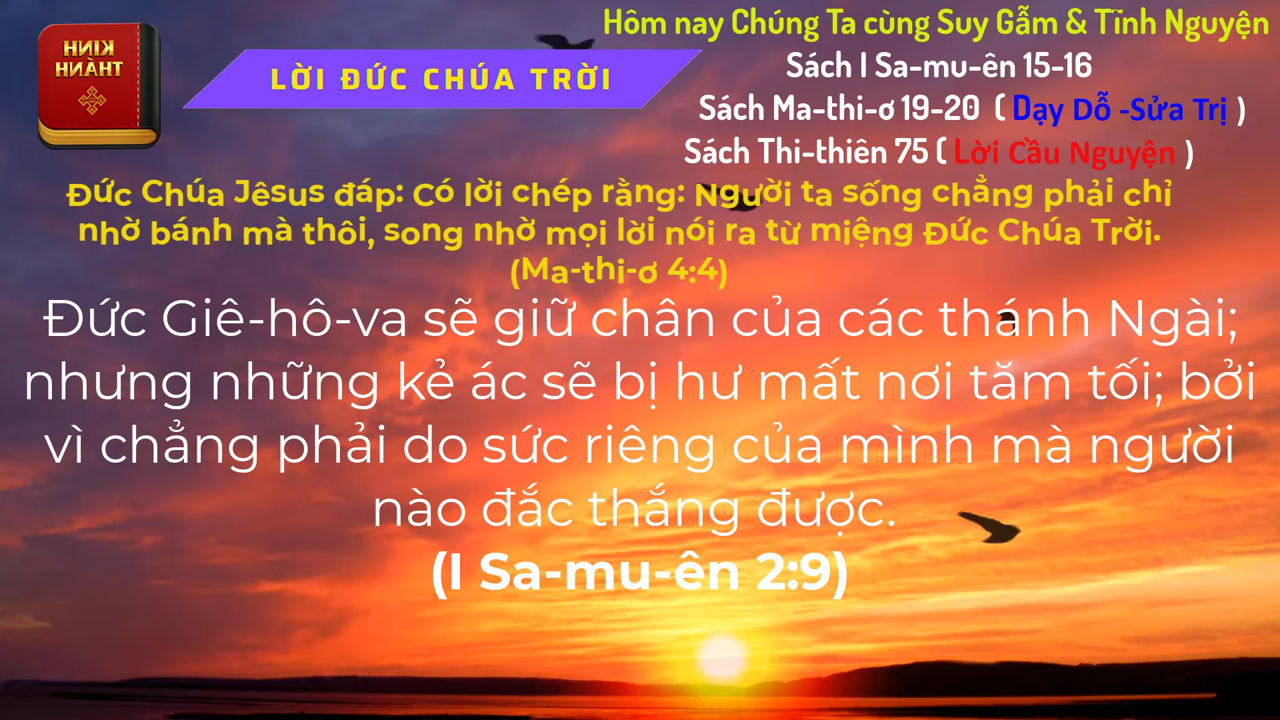 KINH
THÁNH
LỜI ĐỨC CHÚA TRỜI
Hôm nay Chúng Ta cùng Suy Gẫm & Tĩnh Nguyện
Sách I Sa-mu-ên 15-16
Sách Ma-thi-ơ 19-20 ( Dạy Dỗ -Sửa Trị )
Sách Thi-thiên 75 ( Lời Cầu Nguyện )
Đức Chúa Jêsus đáp: Có lời chép rằng: Người ta sống chẳng phải chỉ
nhờ bánh mà thôi, song nhờ mọi lời nói ra từ miệng Đức Chúa Trời.
(Ma-thi-ơ 4:4)
Đức Giê-hô-va sẽ giữ chân của các thánh Ngài;
nhưng những kẻ ác sẽ bị hư mất nơi tăm tối; bởi
vì chẳng phải do sức riêng của mình mà người
nào đắc thắng được.
(I Sa-mu-ên 2:9)